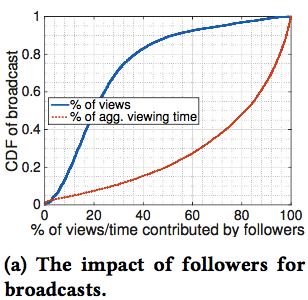 1
0.8
0.6
0.4
0.2
0
CDF of broadcast
% of views
% of agg. viewing time
0 20 40 60 80 100
% of views/time contributed by followers
(a) The impact of followers for
broadcasts.